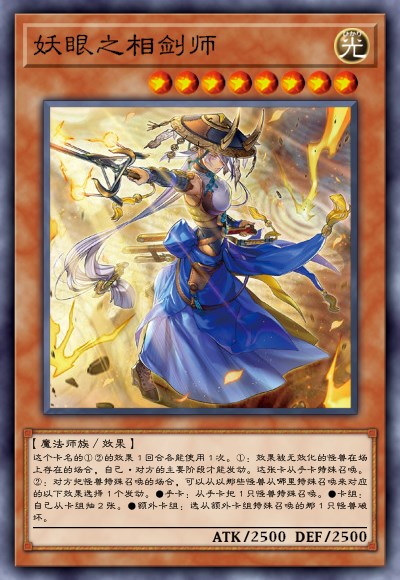 妖眼之相剑师
ひかり
光
【魔法师族／效果】
这个卡名的①②的效果1回合各能使用1次。①：效果被无效化的怪兽在场
上存在的场合，自己·对方的主要阶段才能发动。这张卡从手卡特殊召唤。
②：对方把怪兽特殊召唤的场合，可以从以那些怪兽从哪里特殊召唤来对应
的以下效果选择1个发动。●手卡：从手卡把1只怪兽特殊召唤。●卡组：
自己从卡组抽2张。●额外卡组：选从额外卡组特殊召唤的那1只怪兽破
坏。
ATK/2500 DEF/2500